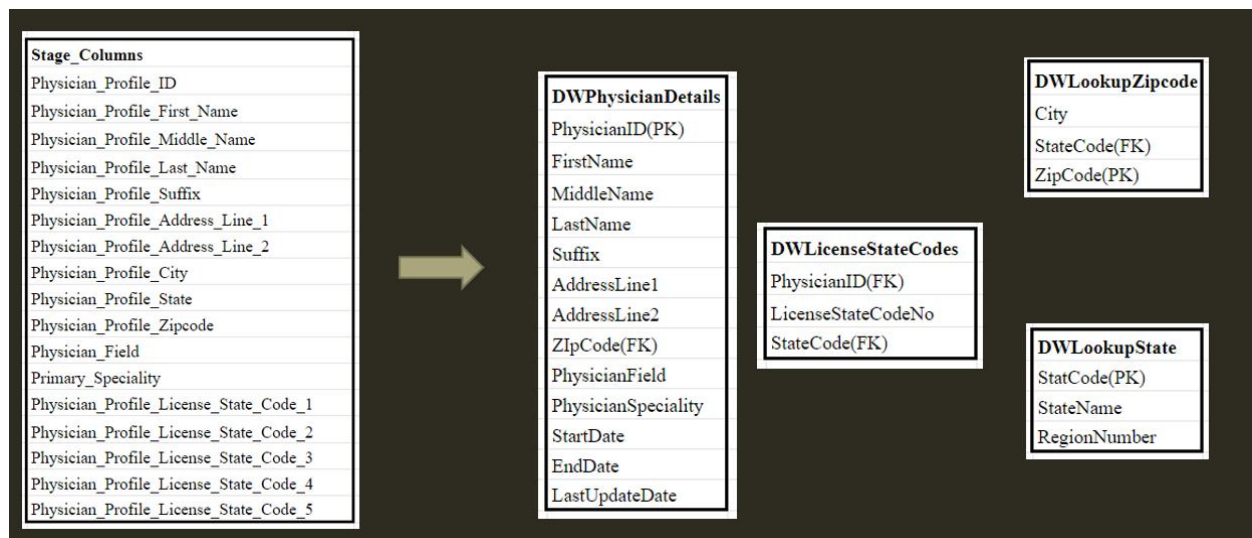 Stage_Columns
Physician_Profile_ID
Physician_Profile_First_Name
Physician_Profile_Middle_Name
Physician_Profile_Last_Name
Physician_Profile_Suffix
Physician_Profile_Address_Line_1
Physician_Profile_Address_Line_2
Physician_Profile_City
Physician_Profile_State
Physician_Profile_Zipcode
Physician_Field
Primary_Speciality
Physician_Profile_License_State_Code_1
Physician_Profile_License_State_Code_2
Physician_Profile_License_State_Code_3
Physician_Profile_License_State_Code_4
Physician_Profile_License_State_Code_5
DWPhysicianDetails
PhysicianID(PK)
FirstName
MiddleName
LastName
Suffix
AddressLine1
AddressLine2
ZIpCode(FK)
PhysicianField
PhysicianSpeciality
StartDate
EndDate
LastUpdateDate
DWLicenseStateCodes
PhysicianID(FK)
LicenseStateCodeNo
StateCode(FK)
DWLookupZipcode
City
StateCode(FK)
ZipCode(PK)
DWLookupState
StatCode(PK)
StateName
RegionNumber